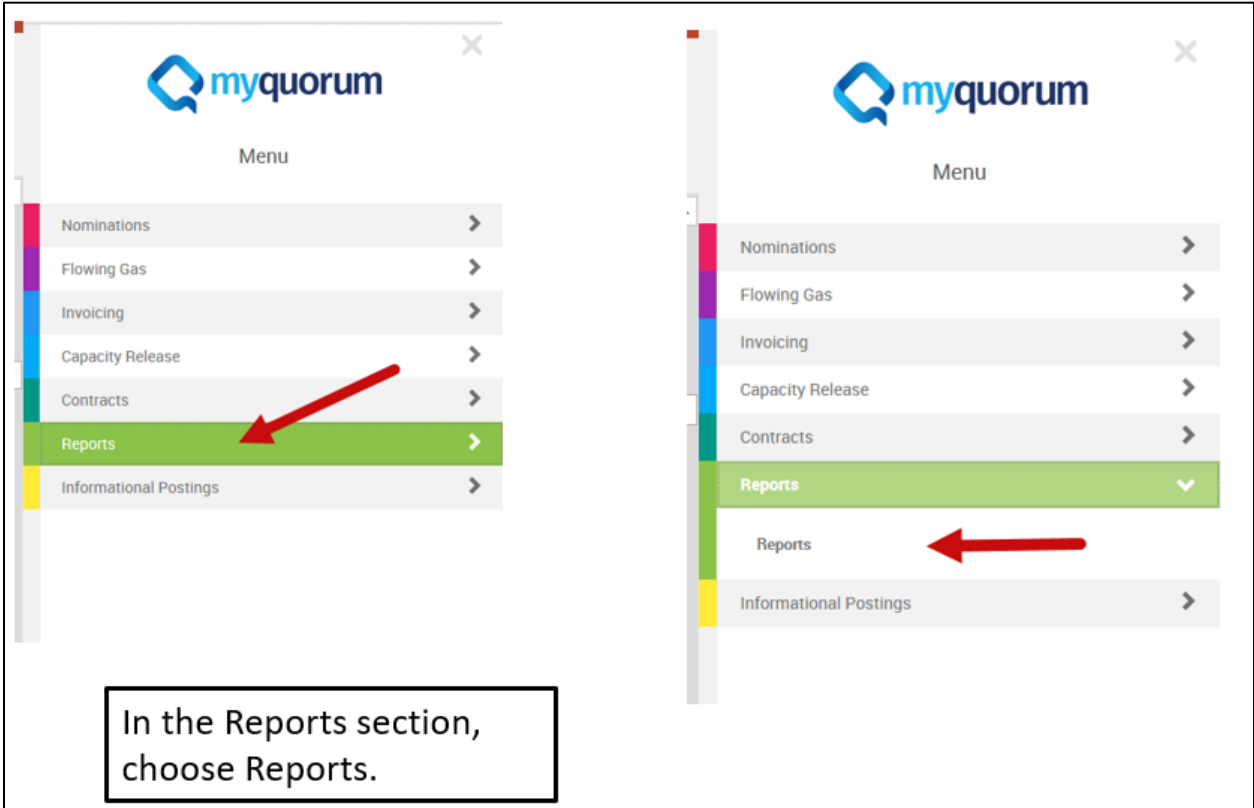 myquorum
Menu
Nominations
Flowing Gas
Invoicing
Capacity Release
Contracts
Reports
Informational Postings
myquorum
Menu
Nominations
Flowing Gas
Invoicing
Capacity Release
Contracts
Reports
Reports
Informational Postings
In the Reports section,
choose Reports.